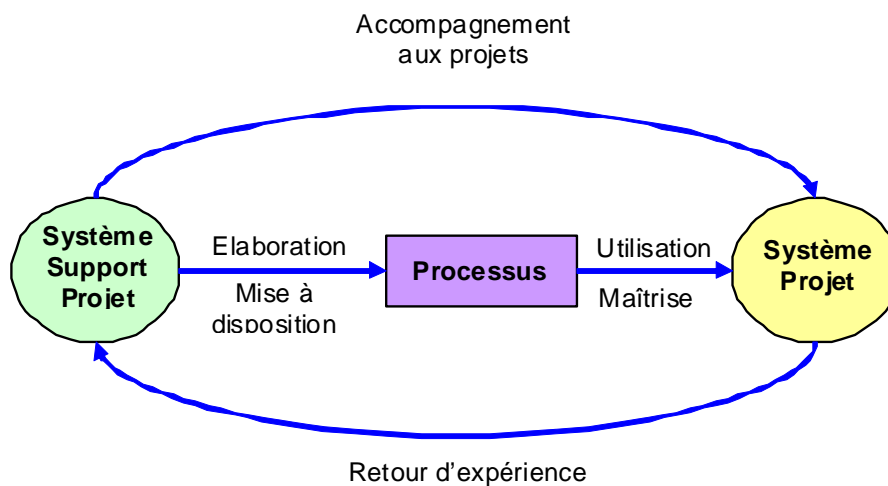 Accompagnement
aux projets
Système
Support
Projet
Elaboration
Mise à
disposition
Processus
Utilisation
Maîtrise
Système
Projet
Retour d’expérience